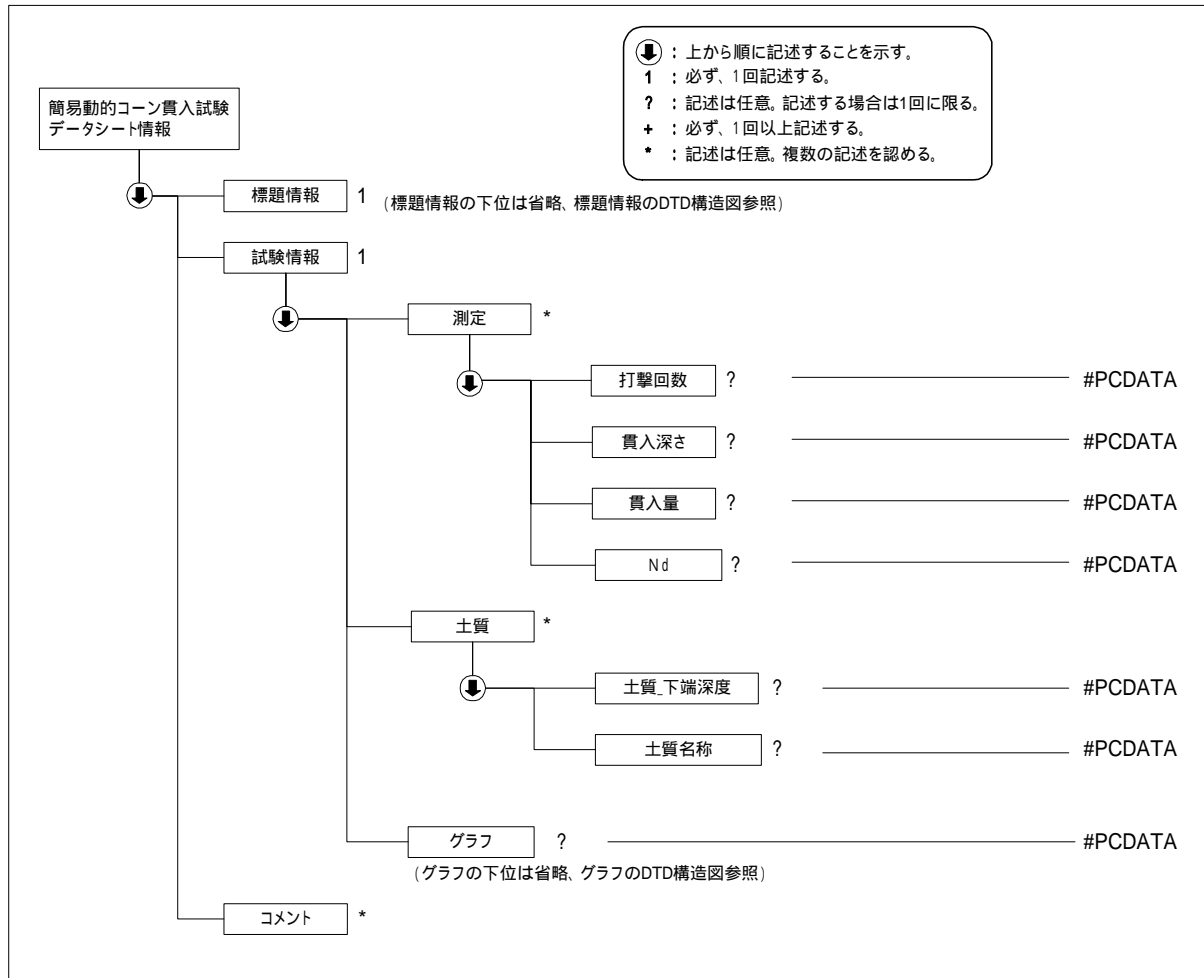 ：上から順に記述することを示す。
1 ：必ず、1回記述する。
? ：記述は任意。記述する場合は1回に限る。
+ ：必ず、1回以上記述する。
* ：記述は任意。複数の記述を認める。
簡易動的コーン貫入試験
データシート情報
標題情報 1 (標題情報の下位は省略、標題情報のDTD構造図参照)
試験情報 1
測定 *
打撃回数 ? #PCDATA
貫入深さ ? #PCDATA
貫入量 ? #PCDATA
Nd ? #PCDATA
土質 *
土質_下端深度 ? #PCDATA
土質名称 ? #PCDATA
グラフ ? #PCDATA
(グラフの下位は省略、グラフのDTD構造図参照)
コメント *